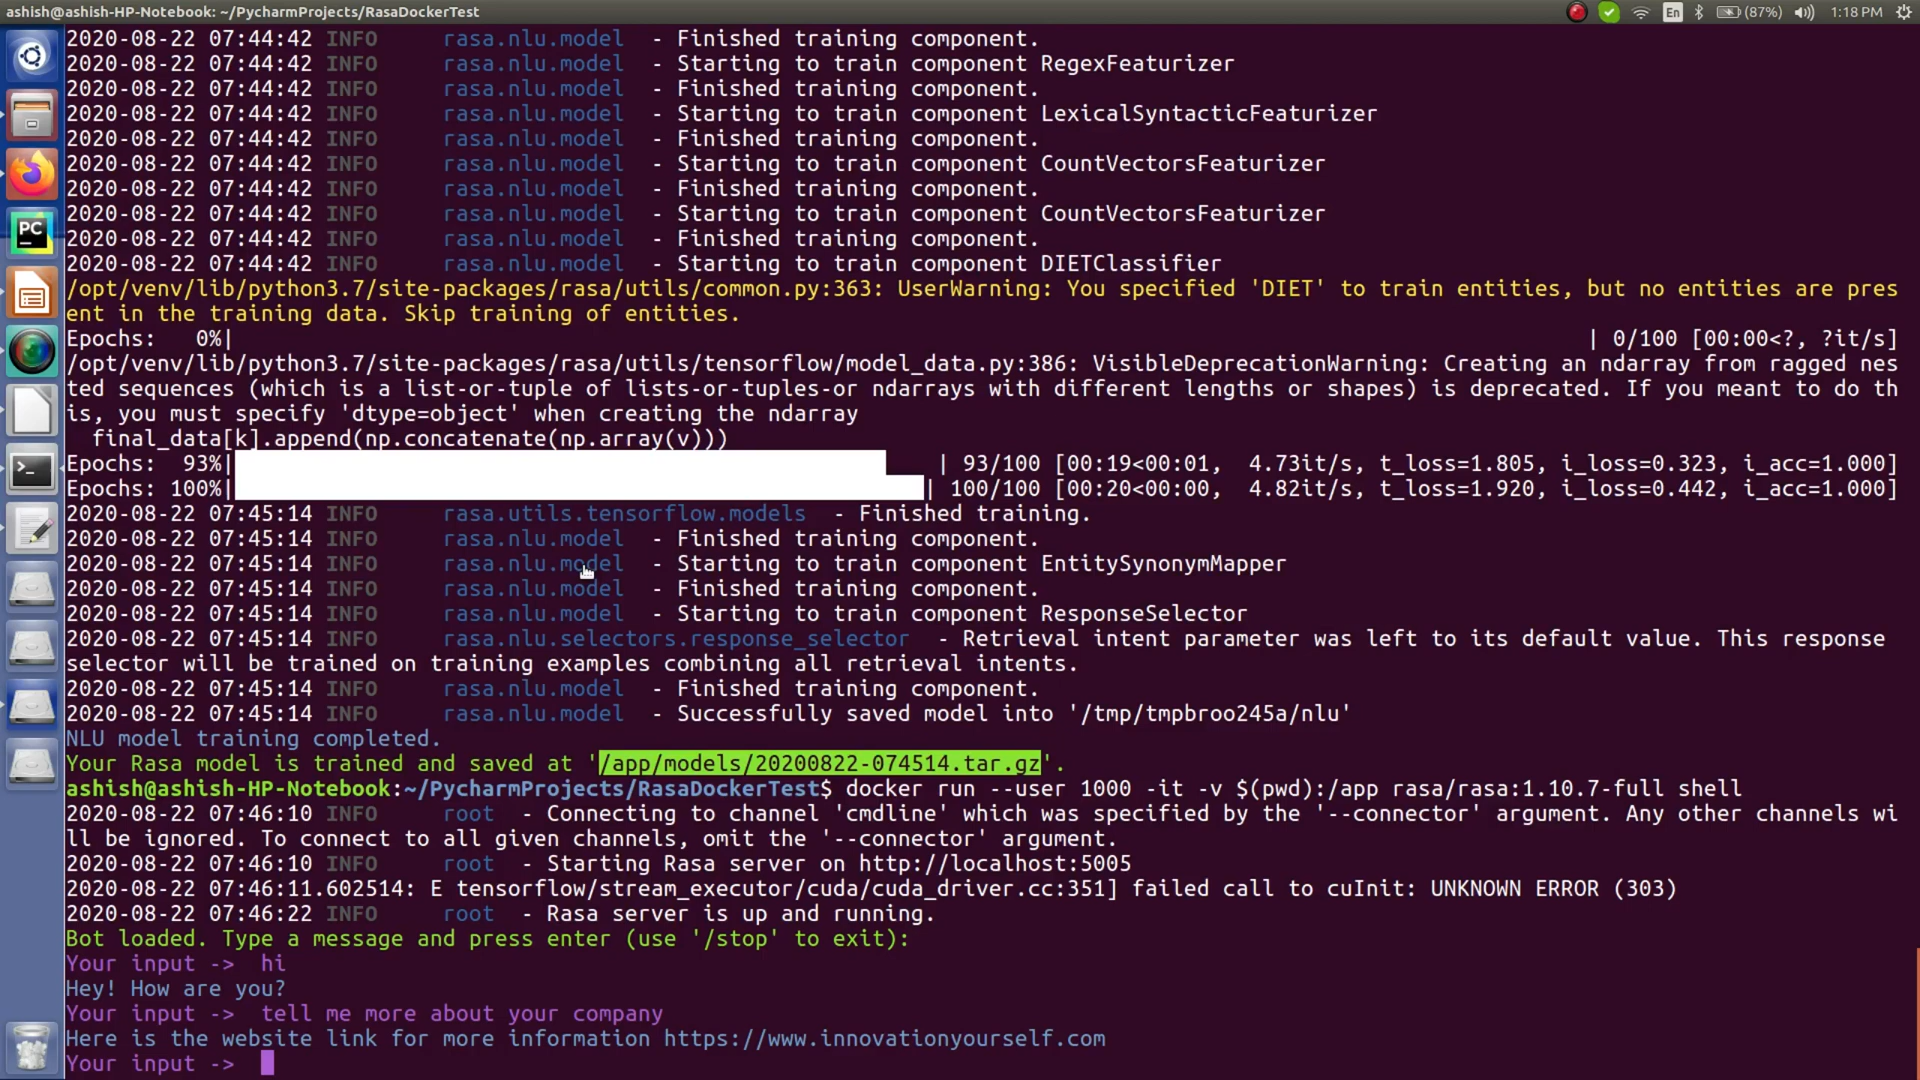 ashish@ashish-HP-Notebook: ~/PycharmProjects/RasaDockerTest
En (87%) 1:18 PM
2020-08-22 07:44:42 INFO     rasa.nlu.model  - Finished training component.
2020-08-22 07:44:42 INFO     rasa.nlu.model  - Starting to train component RegexFeaturizer
2020-08-22 07:44:42 INFO     rasa.nlu.model  - Finished training component.
2020-08-22 07:44:42 INFO     rasa.nlu.model  - Starting to train component LexicalSyntacticFeaturizer
2020-08-22 07:44:42 INFO     rasa.nlu.model  - Finished training component.
2020-08-22 07:44:42 INFO     rasa.nlu.model  - Starting to train component CountVectorsFeaturizer
2020-08-22 07:44:42 INFO     rasa.nlu.model  - Finished training component.
2020-08-22 07:44:42 INFO     rasa.nlu.model  - Starting to train component CountVectorsFeaturizer
2020-08-22 07:44:42 INFO     rasa.nlu.model  - Finished training component.
2020-08-22 07:44:42 INFO     rasa.nlu.model  - Starting to train component DIETClassifier
/opt/venv/lib/python3.7/site-packages/rasa/utils/common.py:363: UserWarning: You specified 'DIET' to train entities, but no entities are pres
ent in the training data. Skip training of entities.
Epochs:   0%| | 0/100 [00:00<?, ?it/s]
/opt/venv/lib/python3.7/site-packages/rasa/utils/tensorflow/model_data.py:386: VisibleDeprecationWarning: Creating an ndarray from ragged nes
ted sequences (which is a list-or-tuple of lists-or-tuples-or ndarrays with different lengths or shapes) is deprecated. If you meant to do th
is, you must specify 'dtype=object' when creating the ndarray
  final_data[k].append(np.concatenate(np.array(v)))
Epochs:  93%| | 93/100 [00:19<00:01,  4.73it/s, t_loss=1.805, i_loss=0.323, i_acc=1.000]
Epochs: 100%| | 100/100 [00:20<00:00,  4.82it/s, t_loss=1.920, i_loss=0.442, i_acc=1.000]
2020-08-22 07:45:14 INFO     rasa.utils.tensorflow.models  - Finished training.
2020-08-22 07:45:14 INFO     rasa.nlu.model  - Finished training component.
2020-08-22 07:45:14 INFO     rasa.nlu.model  - Starting to train component EntitySynonymMapper
2020-08-22 07:45:14 INFO     rasa.nlu.model  - Finished training component.
2020-08-22 07:45:14 INFO     rasa.nlu.model  - Starting to train component ResponseSelector
2020-08-22 07:45:14 INFO     rasa.nlu.selectors.response_selector  - Retrieval intent parameter was left to its default value. This response
selector will be trained on training examples combining all retrieval intents.
2020-08-22 07:45:14 INFO     rasa.nlu.model  - Finished training component.
2020-08-22 07:45:14 INFO     rasa.nlu.model  - Successfully saved model into '/tmp/tmpbroo245a/nlu'
NLU model training completed.
Your Rasa model is trained and saved at '/app/models/20200822-074514.tar.gz'.
ashish@ashish-HP-Notebook:~/PycharmProjects/RasaDockerTest$ docker run --user 1000 -it -v $(pwd):/app rasa/rasa:1.10.7-full shell
2020-08-22 07:46:10 INFO     root  - Connecting to channel 'cmdline' which was specified by the '--connector' argument. Any other channels wi
ll be ignored. To connect to all given channels, omit the '--connector' argument.
2020-08-22 07:46:10 INFO     root  - Starting Rasa server on http://localhost:5005
2020-08-22 07:46:11.602514: E tensorflow/stream_executor/cuda/cuda_driver.cc:351] failed call to cuInit: UNKNOWN ERROR (303)
2020-08-22 07:46:22 INFO     root  - Rasa server is up and running.
Bot loaded. Type a message and press enter (use '/stop' to exit):
Your input ->  hi
Hey! How are you?
Your input ->  tell me more about your company
Here is the website link for more information https://www.innovationyourself.com
Your input ->
PC